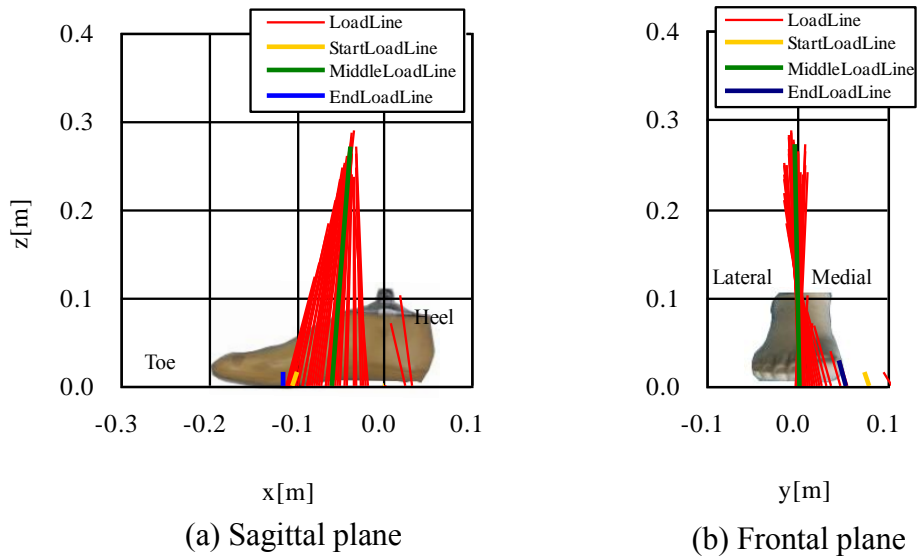 LoadLine
StartLoadLine
MiddleLoadLine
EndLoadLine
0.4
0.3
0.2
0.1
0.0
z[m]
Toe
Heel
-0.3
-0.2
-0.1
0.0
0.1
x[m]
(a) Sagittal plane
LoadLine
StartLoadLine
MiddleLoadLine
EndLoadLine
0.4
0.3
0.2
0.1
0.0
Lateral
Medial
-0.1
0.0
0.1
y[m]
(b) Frontal plane